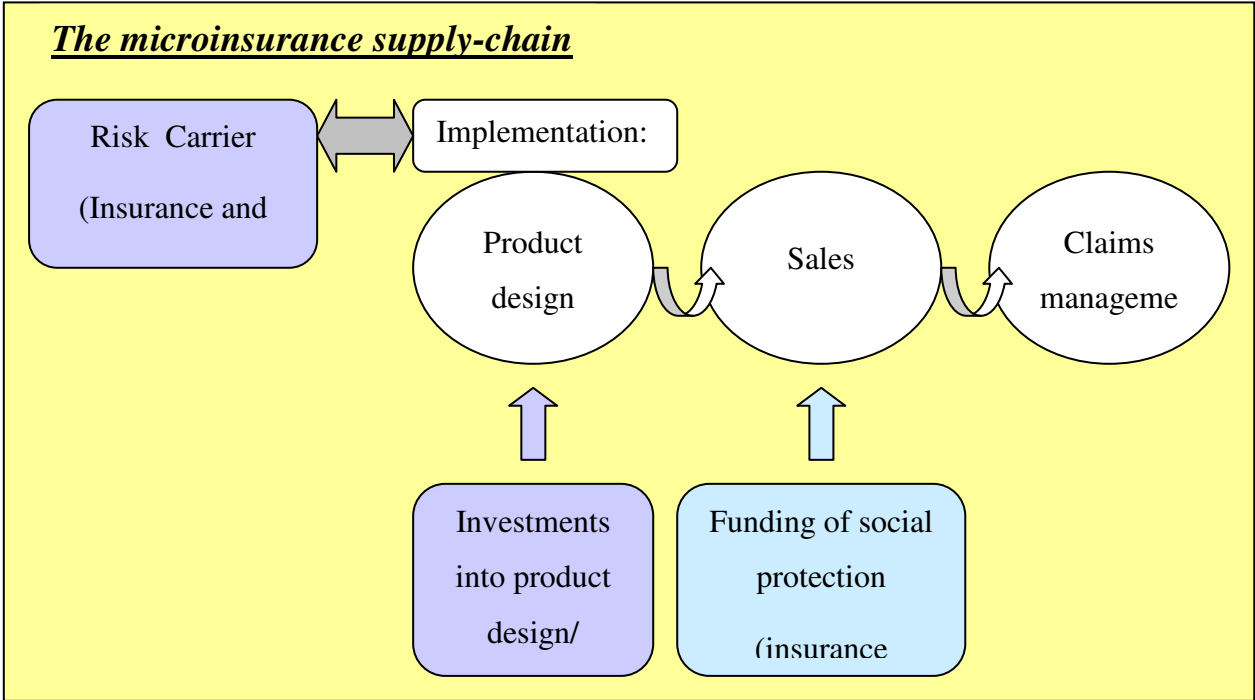 The microinsurance supply-chain
Risk Carrier
(Insurance and
Implementation:
Product
design
Sales
Claims
manageme
Investments
into product
design/
Funding of social
protection
(insurance